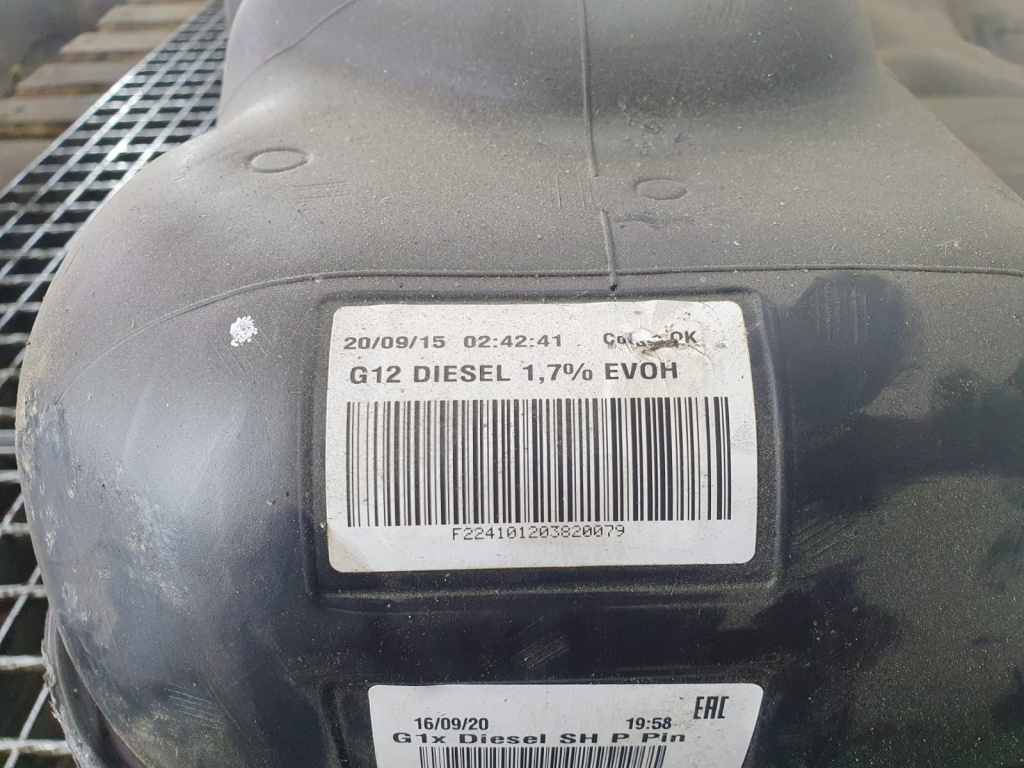 20/09/15 02:42:41 OK
G12 DIESEL 1,7% EVOH
F224101203820079
16/09/20 19:58 EAC
G1x Diesel SH P Pin